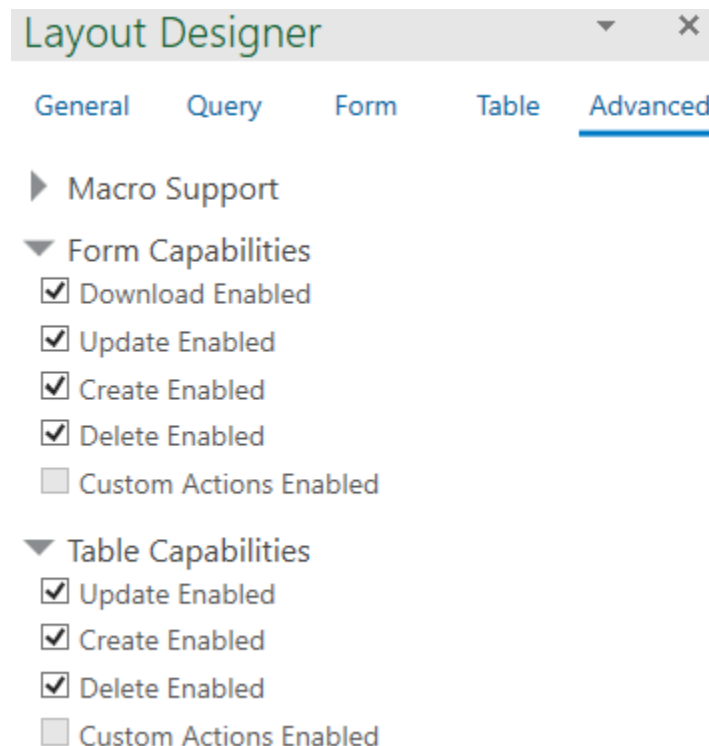 Layout Designer
General Query Form Table Advanced
Macro Support
Form Capabilities
Download Enabled
Update Enabled
Create Enabled
Delete Enabled
Custom Actions Enabled
Table Capabilities
Update Enabled
Create Enabled
Delete Enabled
Custom Actions Enabled